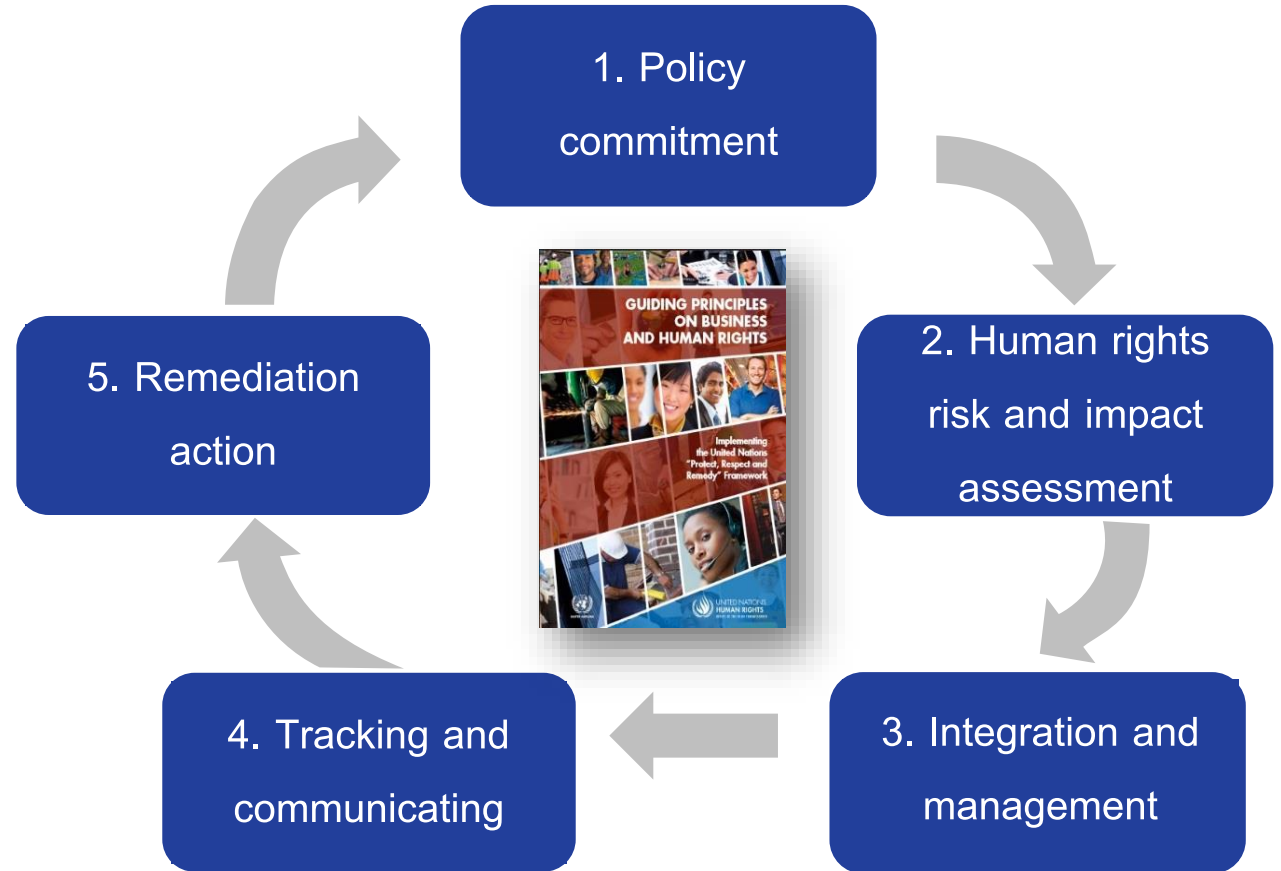 1. Policy
commitment
2. Human rights
risk and impact
assessment
3. Integration and
management
4. Tracking and
communicating
5. Remediation
action
GUIDING PRINCIPLES
ON BUSINESS
AND HUMAN RIGHTS
Implementing
the United Nations
“Protect, Respect and
Remedy” Framework
UNITED NATIONS
HUMAN RIGHTS